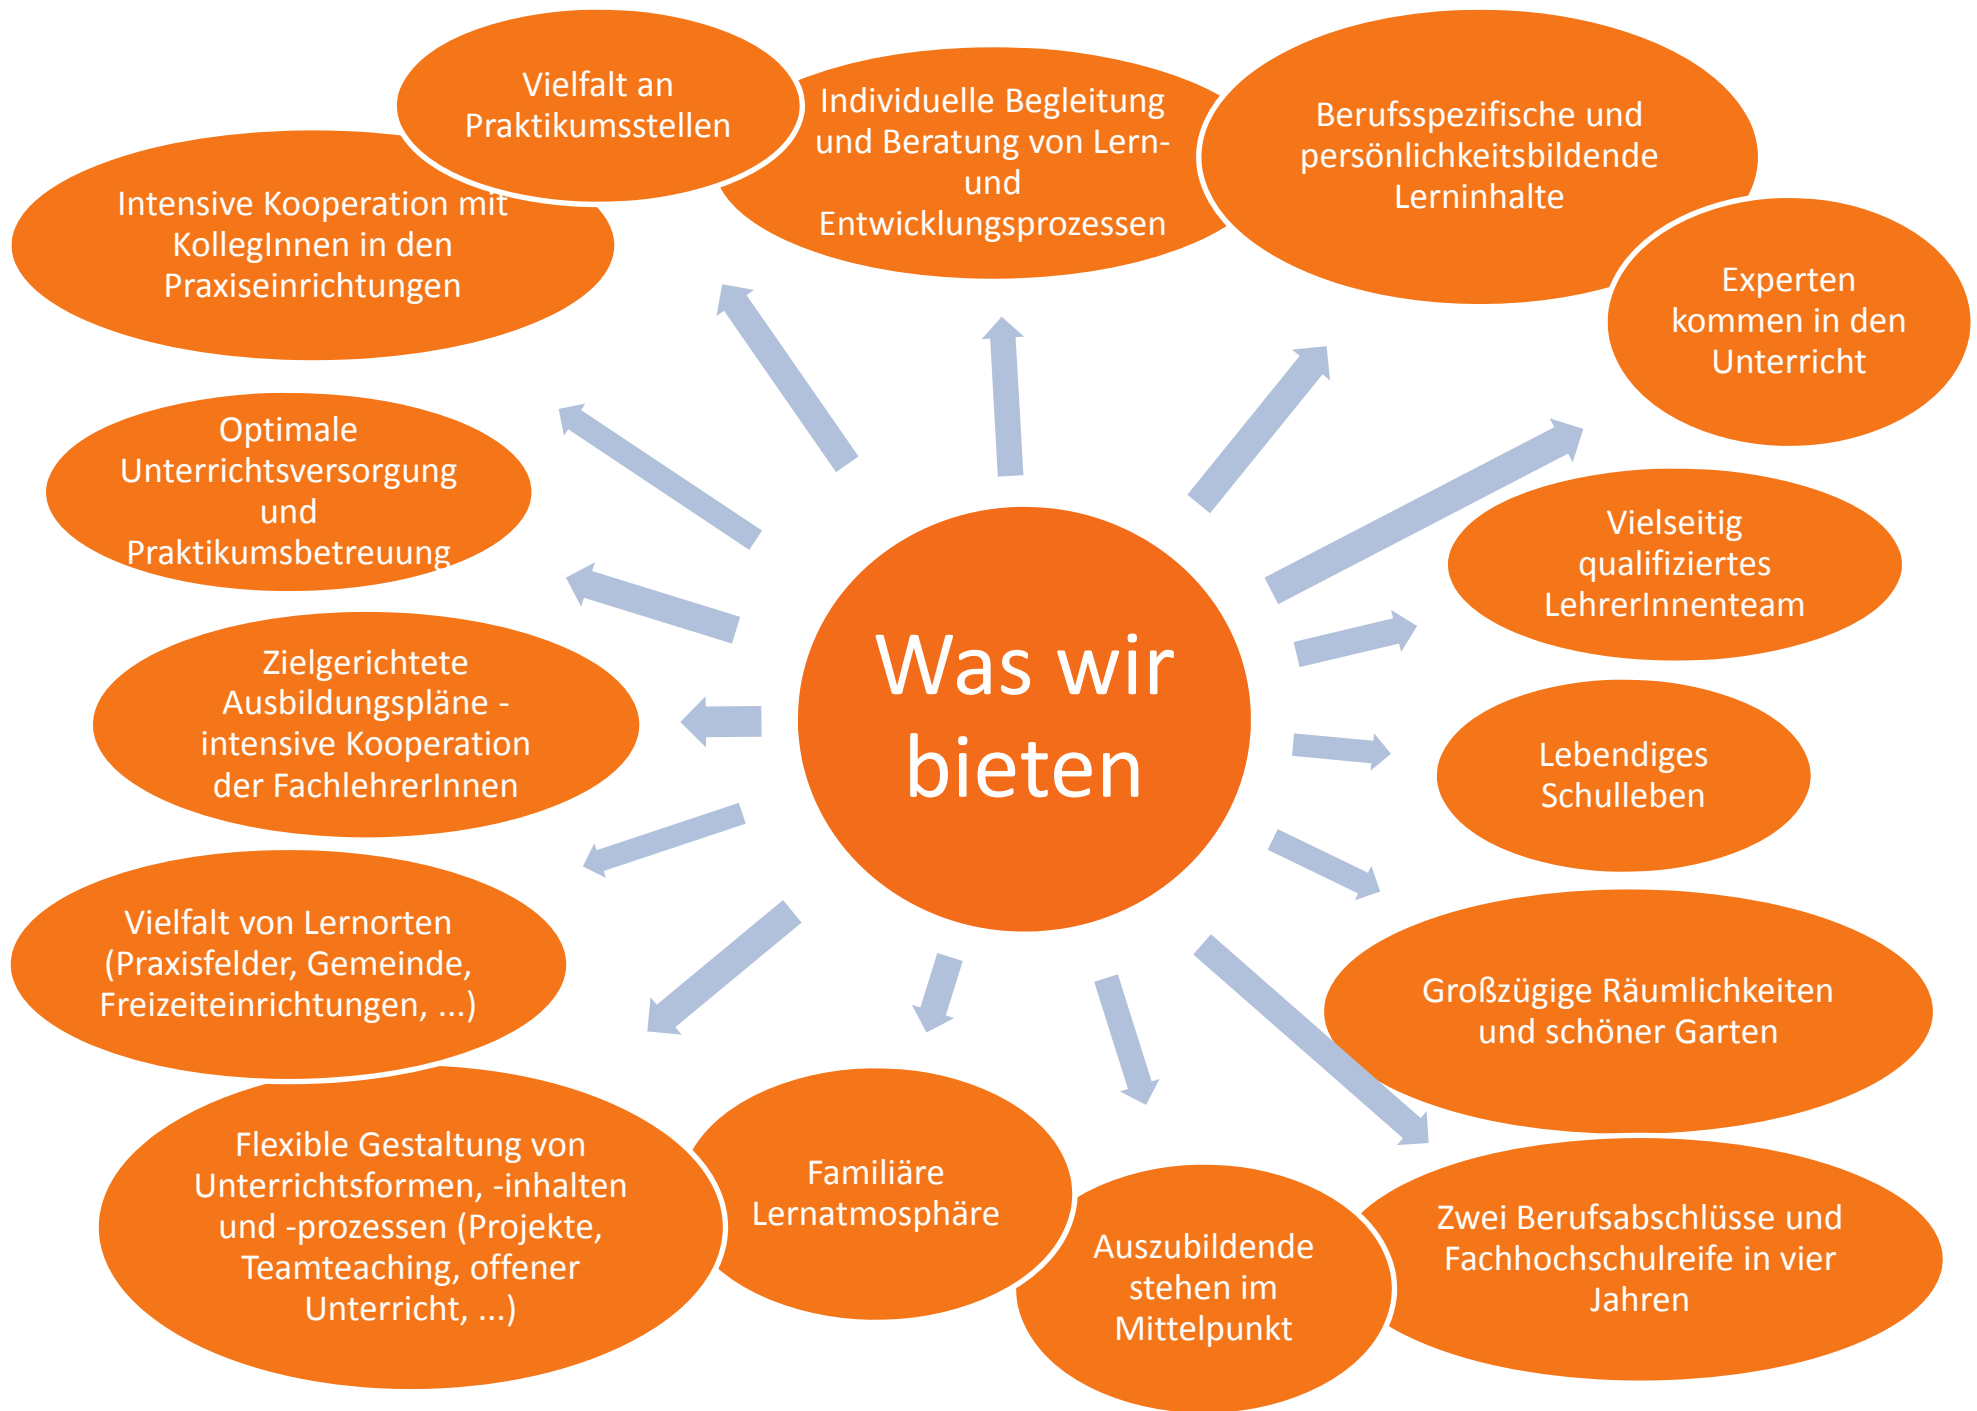 Vielfalt an
Praktikumsstellen
Individuelle Begleitung
und Beratung von Lern-
und
Entwicklungsprozessen
Berufsspezifische und
persönlichkeitsbildende
Lerninhalte
Experten
kommen in den
Unterricht
Vielseitig
qualifiziertes
LehrerInnenteam
Lebendiges
Schulleben
Großzügige Räumlichkeiten
und schöner Garten
Zwei Berufsabschlüsse und
Fachhochschulreife in vier
Jahren
Auszubildende
stehen im
Mittelpunkt
Familiäre
Lernatmosphäre
Flexible Gestaltung von
Unterrichtsformen, -inhalten
und -prozessen (Projekte,
Teamteaching, offener
Unterricht, ...)
Vielfalt von Lernorten
(Praxisfelder, Gemeinde,
Freizeiteinrichtungen, ...)
Zielgerichtete
Ausbildungspläne -
intensive Kooperation
der FachlehrerInnen
Optimale
Unterrichtsversorgung
und
Praktikumsbetreuung
Intensive Kooperation mit
KollegInnen in den
Praxiseinrichtungen
Was wir
bieten